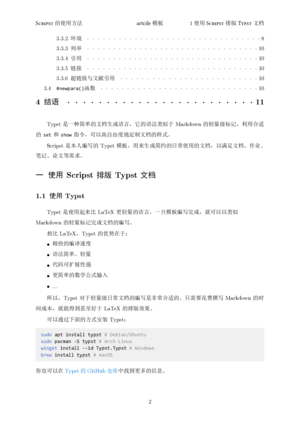 Scripst 的使用方法 article 模板 1 使用 Scripst 排版 Typst 文档
3.3.2 环境 8
3.3.3 列举 10
3.3.4 引用 10
3.3.5 链接 10
3.3.6 超链接与文献引用 10
3.4 #newpara()函数 10
4 结语 11
Typst 是一种简单的文档生成语言，它的语法类似于 Markdown 的轻量级标记，利用合适
的 set 和 show 指令，可以高自由度地定制文档的样式。
Scripst 是本人编写的 Typst 模板，用来生成简约的日常使用的文档，以满足文档、作业、
笔记、论文等需求。
一 使用 Scripst 排版 Typst 文档
1.1 使用 Typst
Typst 是使用起来比 LaTeX 更轻量的语言，一旦模板编写完成，就可以以类似
Markdown 的轻量标记完成文档的编写。
相比 LaTeX，Typst 的优势在于：
• 极快的编译速度
• 语法简单、轻量
• 代码可扩展性强
• 更简单的数学公式输入
• ...
所以，Typst 对于轻量级日常文档的编写是非常合适的。只需要花费撰写 Markdown 的时
间成本，就能得到甚至好于 LaTeX 的排版效果。
可以通过下面的方式安装 Typst：
sudo apt install typst # Debian/Ubuntu
sudo pacman -S typst # Arch Linux
winget install --id Typst.Typst # Windows
brew install typst # macOS
你也可以在 Typst 的 GitHub 仓库中找到更多的信息。
2